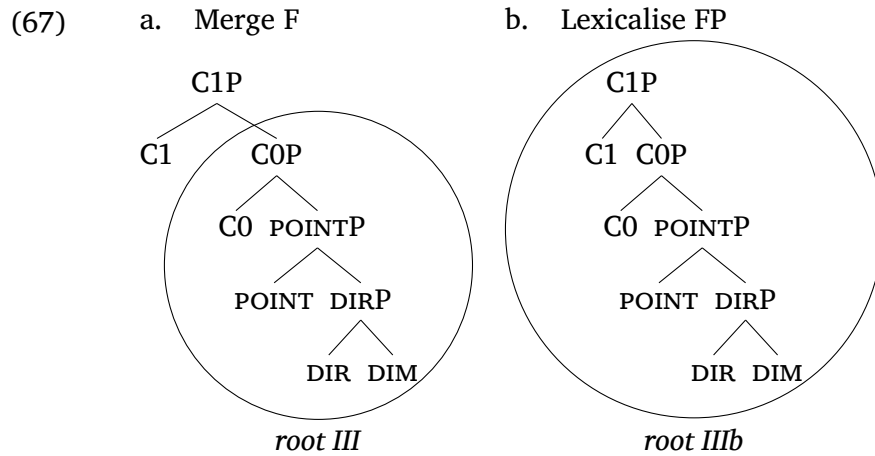 (67) a. Merge F b. Lexicalise FP
C1P C1P
C1 C0P C1 C0P
C0 POINTP C0 POINTP
POINT DIRP POINT DIRP
DIR DIM DIR DIM
root III root IIIb